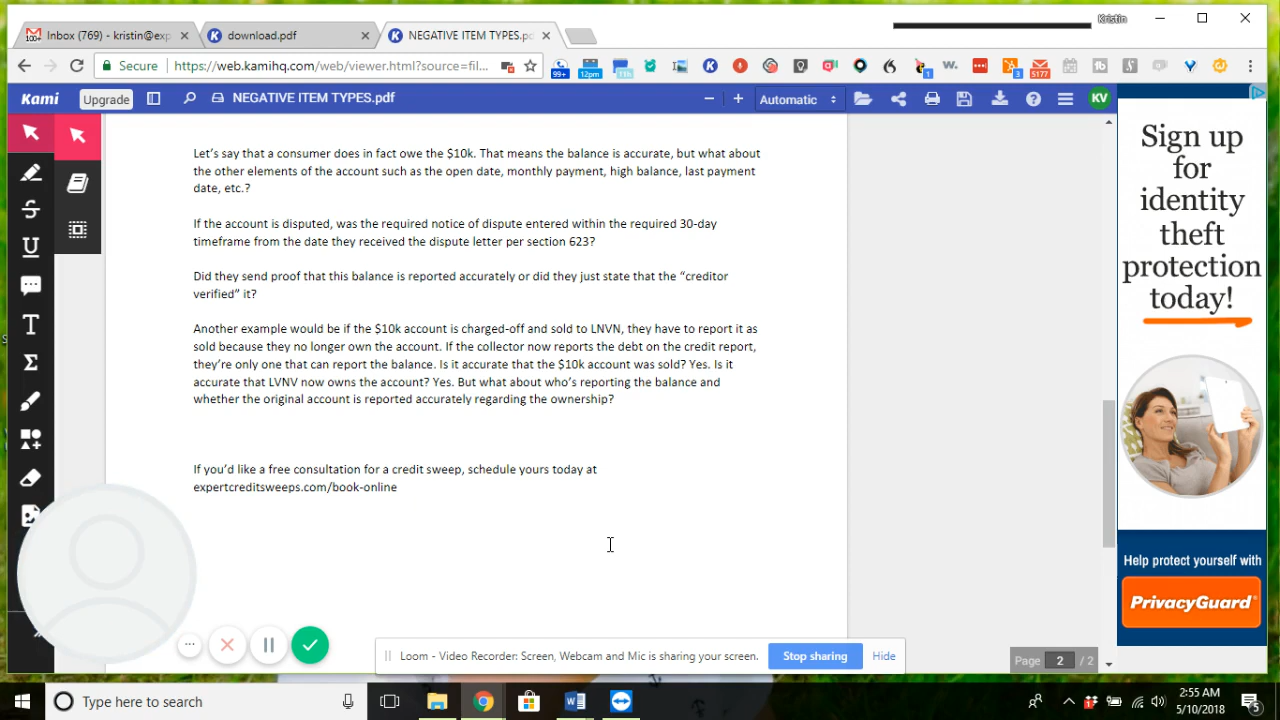 Kristin
Inbox (769) - kristin@exp
download.pdf
NEGATIVE ITEM TYPES.pd
Secure
https://web.kamihq.com/web/viewer.html?source=fil...
99+
12pm
11h
1
3
5177
Kami
Upgrade
NEGATIVE ITEM TYPES.pdf
Automatic
KV
Let's say that a consumer does in fact owe the $10k. That means the balance is accurate, but what about
the other elements of the account such as the open date, monthly payment, high balance, last payment
date, etc.?
If the account is disputed, was the required notice of dispute entered within the required 30-day
timeframe from the date they received the dispute letter per section 623?
Did they send proof that this balance is reported accurately or did they just state that the "creditor
verified" it?
Another example would be if the $10k account is charged-off and sold to LNVN, they have to report it as
sold because they no longer own the account. If the collector now reports the debt on the credit report,
they're only one that can report the balance. Is it accurate that the $10k account was sold? Yes. Is it
accurate that LVNV now owns the account? Yes. But what about who's reporting the balance and
whether the original account is reported accurately regarding the ownership?
If you'd like a free consultation for a credit sweep, schedule yours today at
expertcreditsweeps.com/book-online
Sign up
for
identity
theft
protection
today!
Help protect yourself with
PrivacyGuard
Loom - Video Recorder: Screen, Webcam and Mic is sharing your screen.
Stop sharing
Hide
Page 2 / 2
Type here to search
2:55 AM
5/10/2018
5